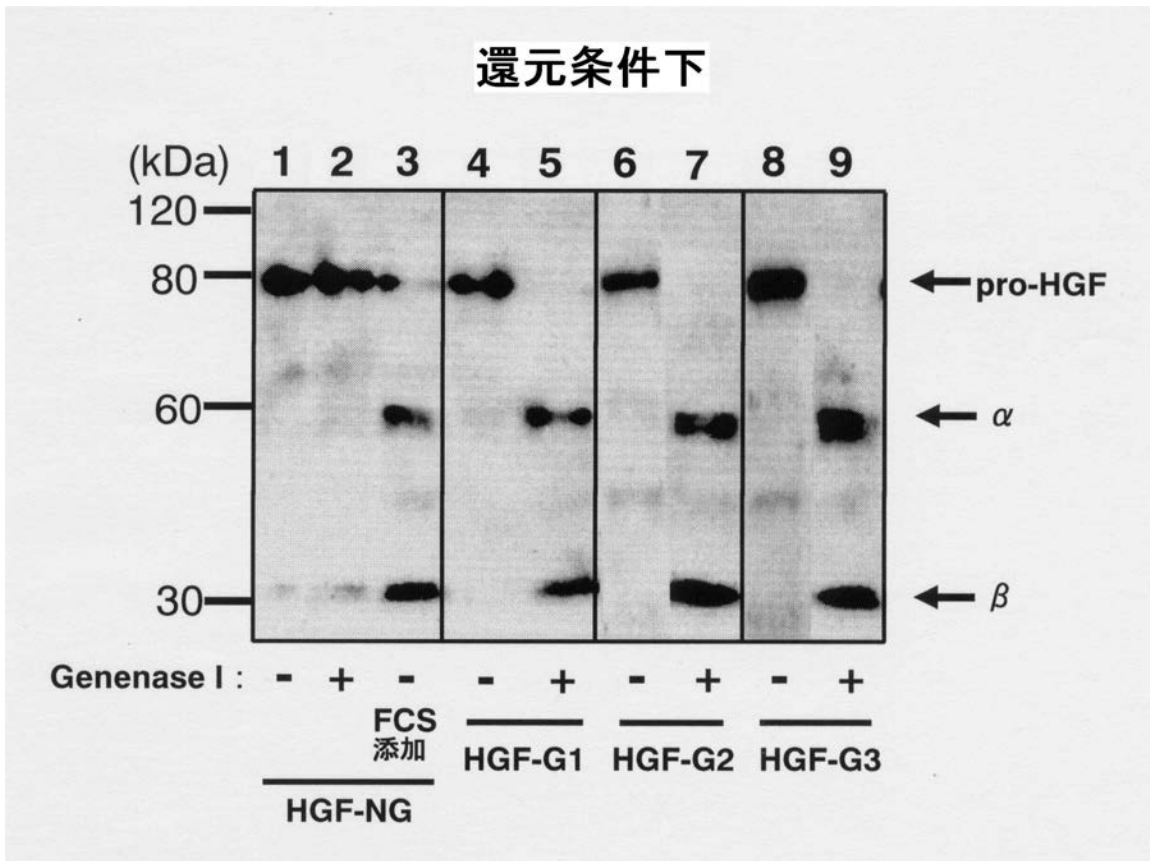 還元条件下
(kDa) 1 2 3 4 5 6 7 8 9
120
80
pro-HGF
60
α
30
β
Genenase I : - + - - + - + - +
FCS
添加
HGF-G1 HGF-G2 HGF-G3
HGF-NG